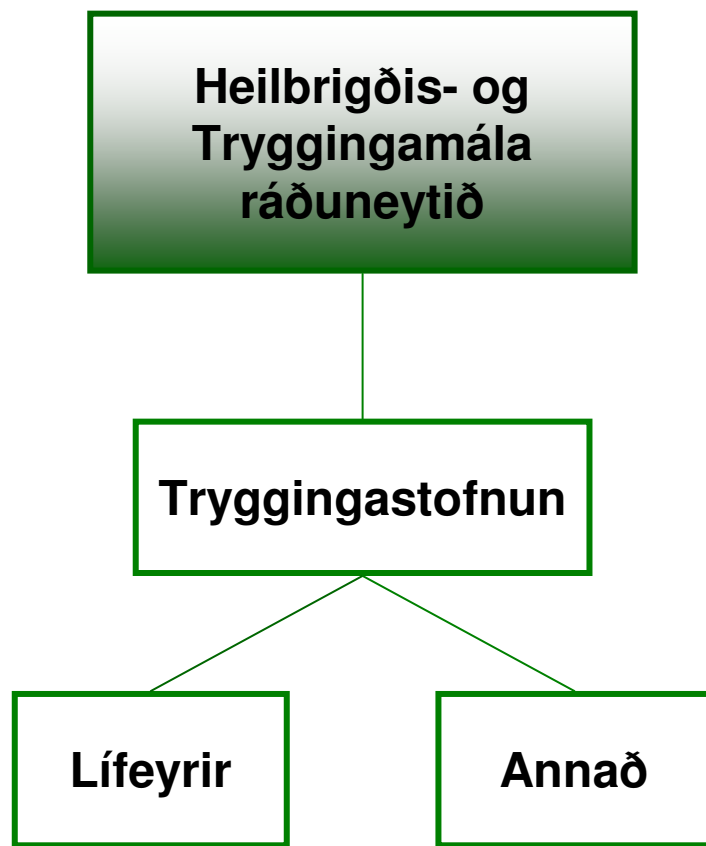 Heilbrigðis- og
Tryggingamála
ráðuneytið
Tryggingastofnun
Lífeyrir
Annað